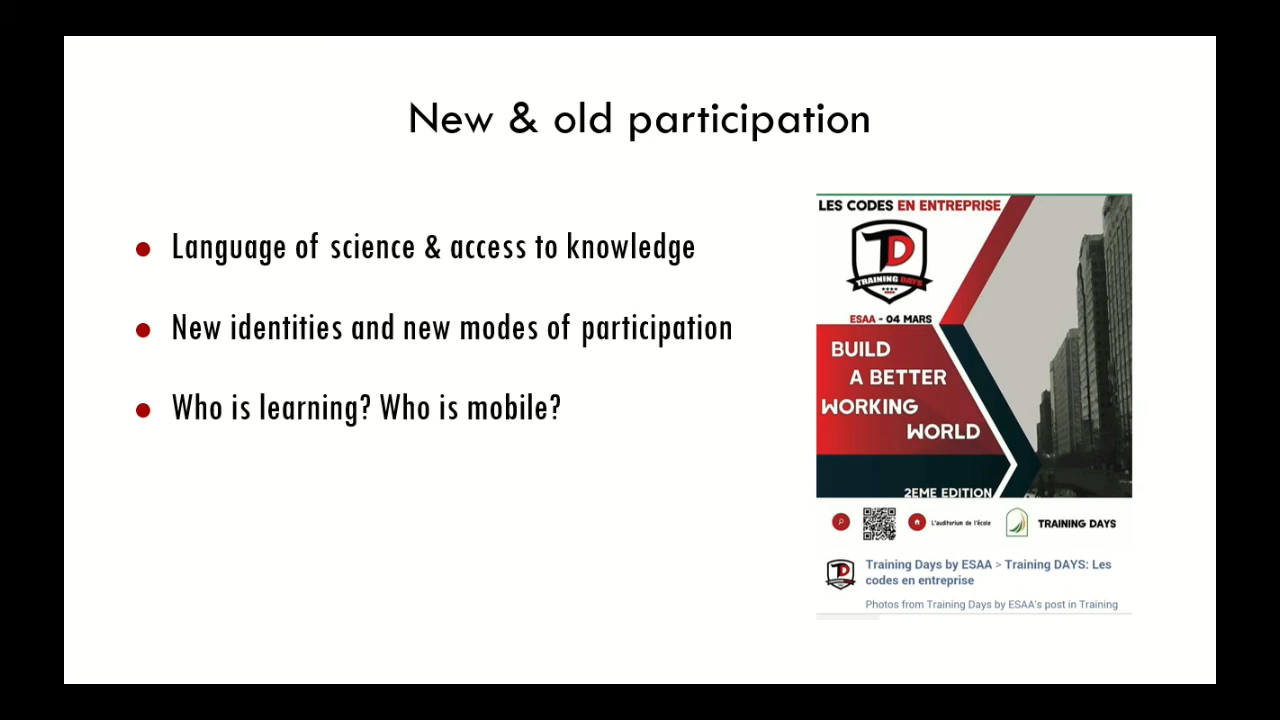 New & old participation
Language of science & access to knowledge
New identities and new modes of participation
Who is learning? Who is mobile?
LES CODES EN ENTREPRISE
TD
TRAINING DAYS
ESAA - 04 MARS
BUILD
A BETTER
WORKING
WORLD
2EME EDITION
L'auditorium de l'école
TRAINING DAYS
TD
Training Days by ESAA > Training DAYS: Les
codes en entreprise
Photos from Training Days by ESAA's post in Training